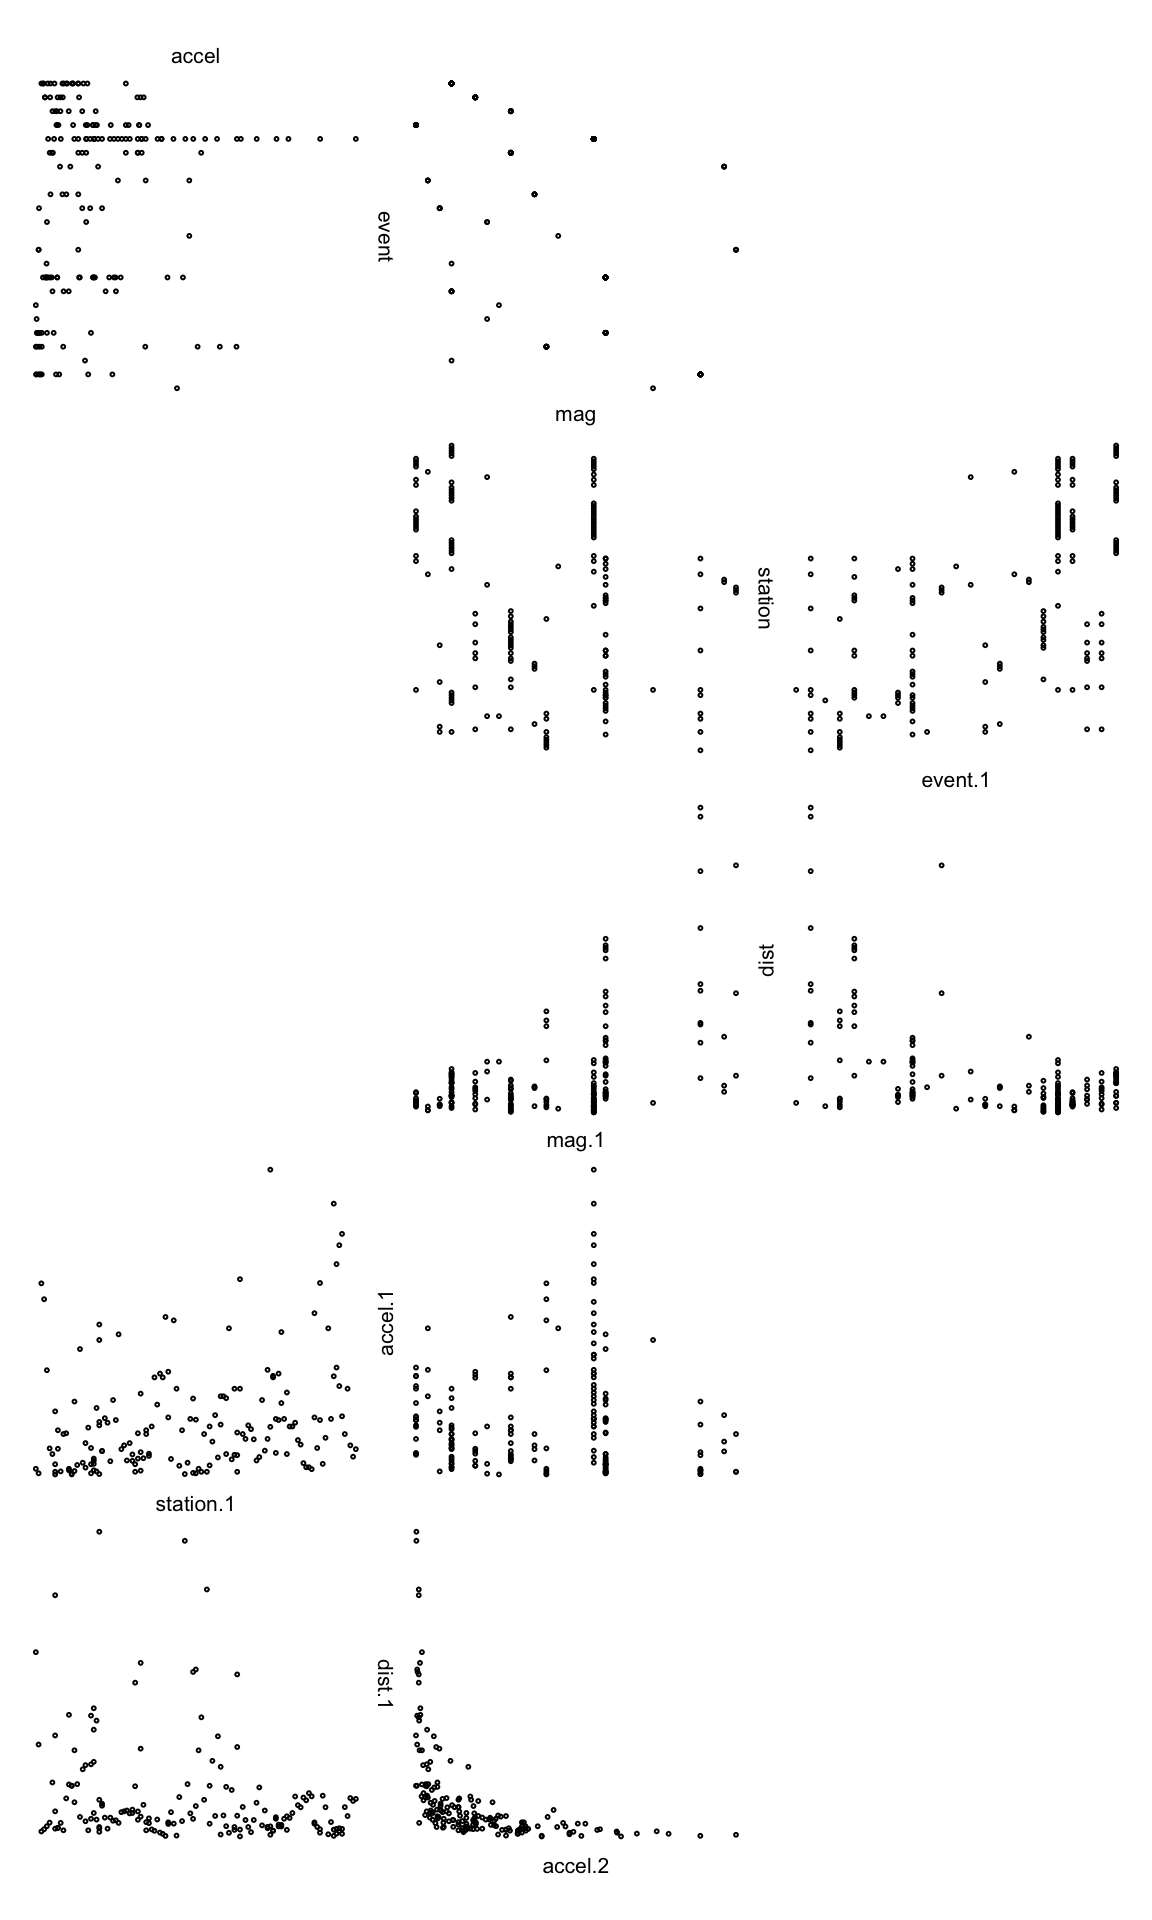 accel
event
mag
station
event.1
dist
mag.1
accel.1
station.1
dist.1
accel.2